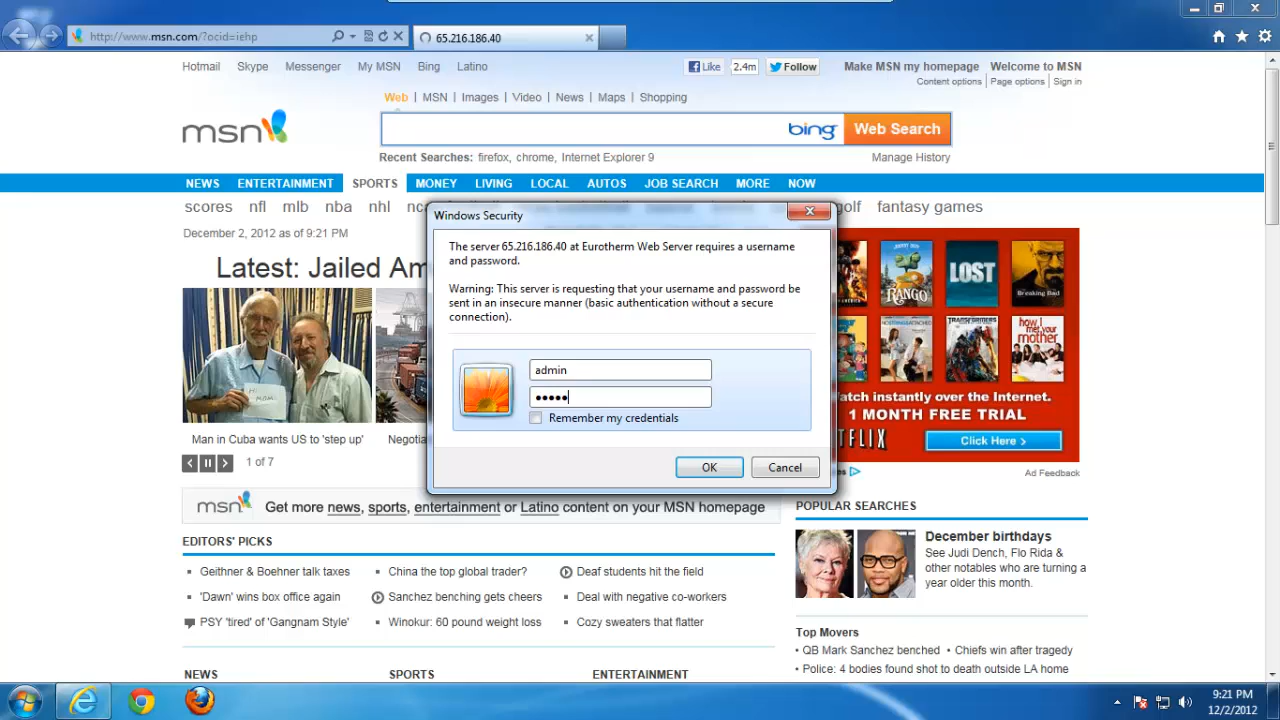 http://www.msn.com/?ocid=iehp
65.216.186.40
Hotmail Skype Messenger My MSN Bing Latino
Like 2.4m Follow
Make MSN my homepage Welcome to MSN
Content options Page options Sign in
Web MSN Images Video News Maps Shopping
msn
bing Web Search
Recent Searches: firefox, chrome, Internet Explorer 9
Manage History
NEWS ENTERTAINMENT SPORTS MONEY LIVING LOCAL AUTOS JOB SEARCH MORE NOW
scores nfl mlb nba nhl golf fantasy games
December 2, 2012 as of 9:21 PM
Latest: Jailed Am
Man in Cuba wants US to 'step up'
1 of 7
Windows Security
The server 65.216.186.40 at Eurotherm Web Server requires a username
and password.
Warning: This server is requesting that your username and password be
sent in an insecure manner (basic authentication without a secure
connection).
admin
●●●●●
Remember my credentials
OK Cancel
RANGO
LOST
Breaking Bad
TRANSFORMERS
how i met your mother
atch instantly over the Internet.
1 MONTH FREE TRIAL
FLIX
Click Here >
Ad Feedback
msn Get more news, sports, entertainment or Latino content on your MSN homepage
EDITORS' PICKS
Geithner & Boehner talk taxes
China the top global trader?
Deaf students hit the field
'Dawn' wins box office again
Sanchez benching gets cheers
Deal with negative co-workers
PSY 'tired' of 'Gangnam Style'
Winokur: 60 pound weight loss
Cozy sweaters that flatter
NEWS SPORTS ENTERTAINMENT
POPULAR SEARCHES
December birthdays
See Judi Dench, Flo Rida &
other notables who are turning a
year older this month.
Top Movers
QB Mark Sanchez benched • Chiefs win after tragedy
Police: 4 bodies found shot to death outside LA home
9:21 PM
12/2/2012